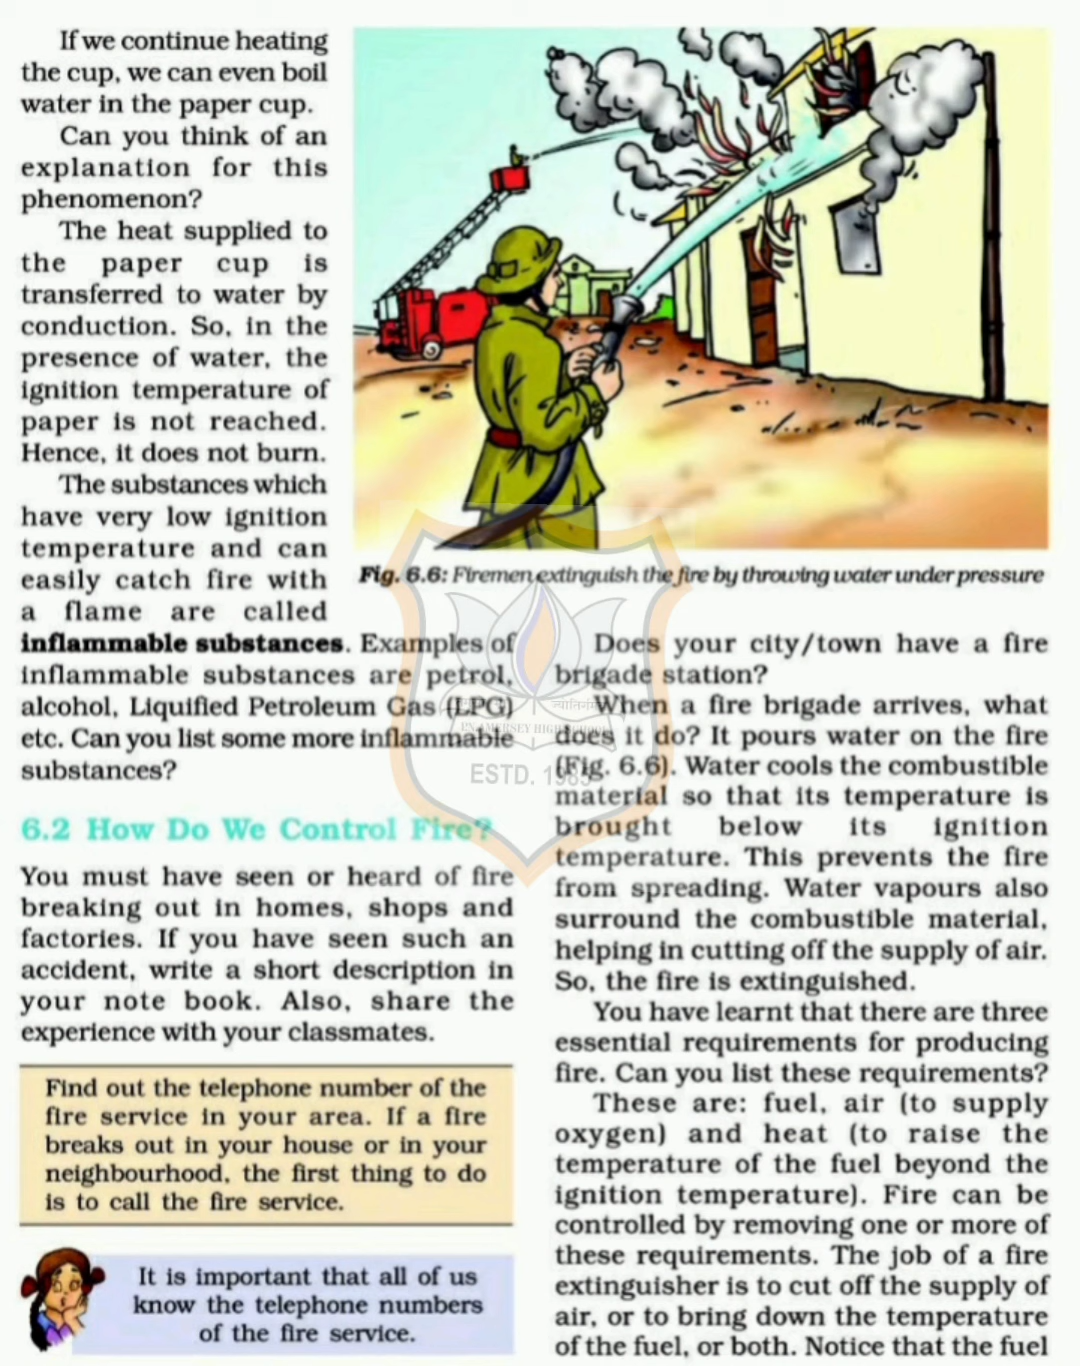 If we continue heating
the cup, we can even boil
water in the paper cup.
Can you think of an
explanation for this
phenomenon?
The heat supplied to
the paper cup is
transferred to water by
conduction. So, in the
presence of water, the
ignition temperature of
paper is not reached.
Hence, it does not burn.
The substances which
have very low ignition
temperature and can
easily catch fire with
a flame are called
inflammable substances. Examples of
inflammable substances are petrol,
alcohol, Liquified Petroleum Gas (LPG)
etc. Can you list some more inflammable
substances?
6.2 How Do We Control Fire?
You must have seen or heard of fire
breaking out in homes, shops and
factories. If you have seen such an
accident, write a short description in
your note book. Also, share the
experience with your classmates.
Find out the telephone number of the
fire service in your area. If a fire
breaks out in your house or in your
neighbourhood, the first thing to do
is to call the fire service.
It is important that all of us
know the telephone numbers
of the fire service.
Fig. 6.6: Firemen extinguish the fire by throwing water under pressure
Does your city/town have a fire
brigade station?
When a fire brigade arrives, what
does it do? It pours water on the fire
(Fig. 6.6). Water cools the combustible
material so that its temperature is
brought below its ignition
temperature. This prevents the fire
from spreading. Water vapours also
surround the combustible material,
helping in cutting off the supply of air.
So, the fire is extinguished.
You have learnt that there are three
essential requirements for producing
fire. Can you list these requirements?
These are: fuel, air (to supply
oxygen) and heat (to raise the
temperature of the fuel beyond the
ignition temperature). Fire can be
controlled by removing one or more of
these requirements. The job of a fire
extinguisher is to cut off the supply of
air, or to bring down the temperature
of the fuel, or both. Notice that the fuel
ESTD. 1985